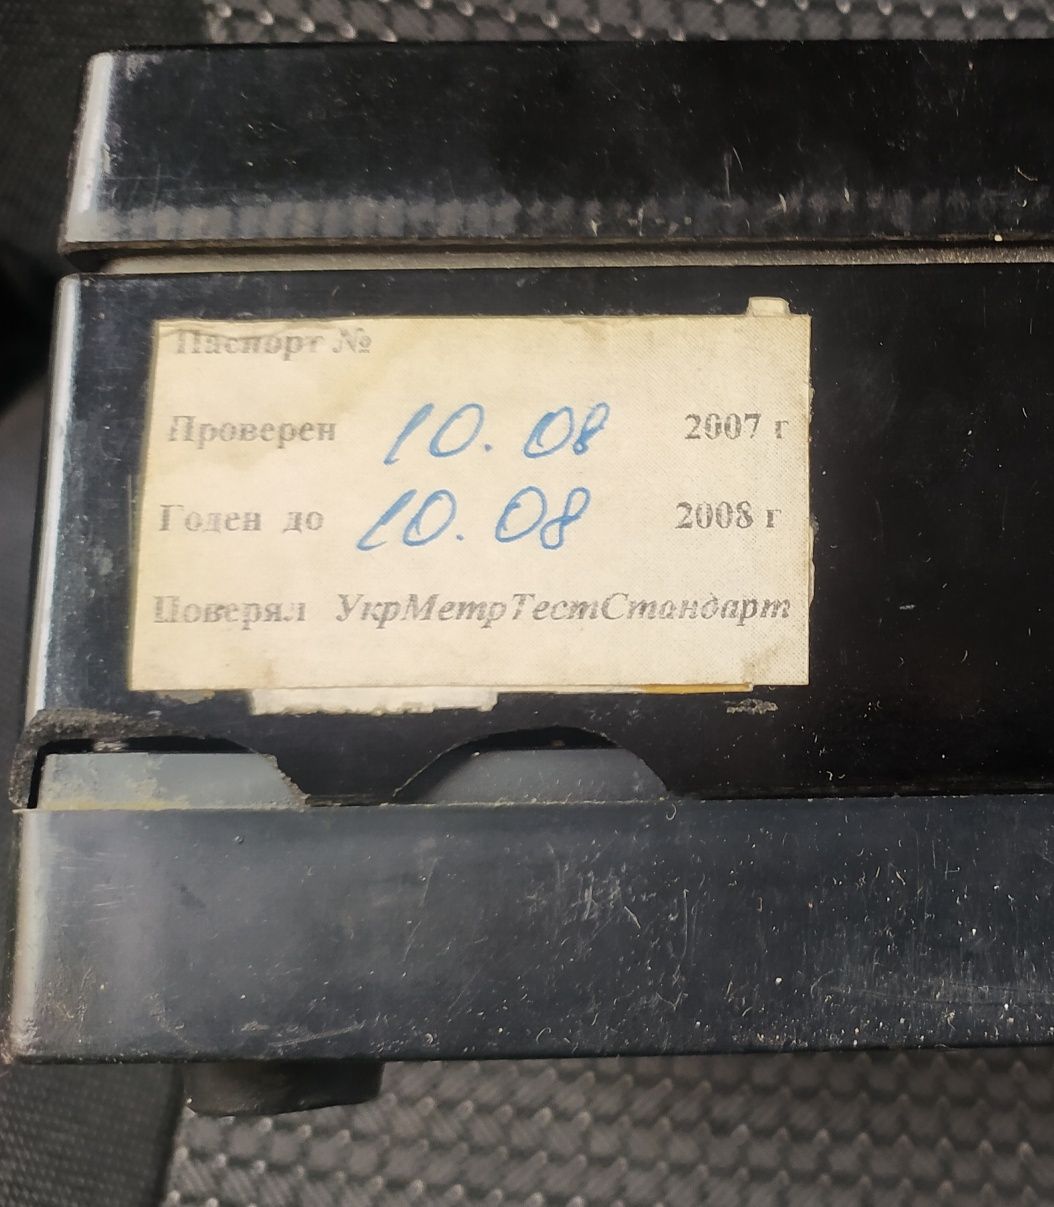 Паспорт №
Проверен 10.08 2007 г
Годен до 10.08 2008 г
Поверял УкрМетрТестСтандарт